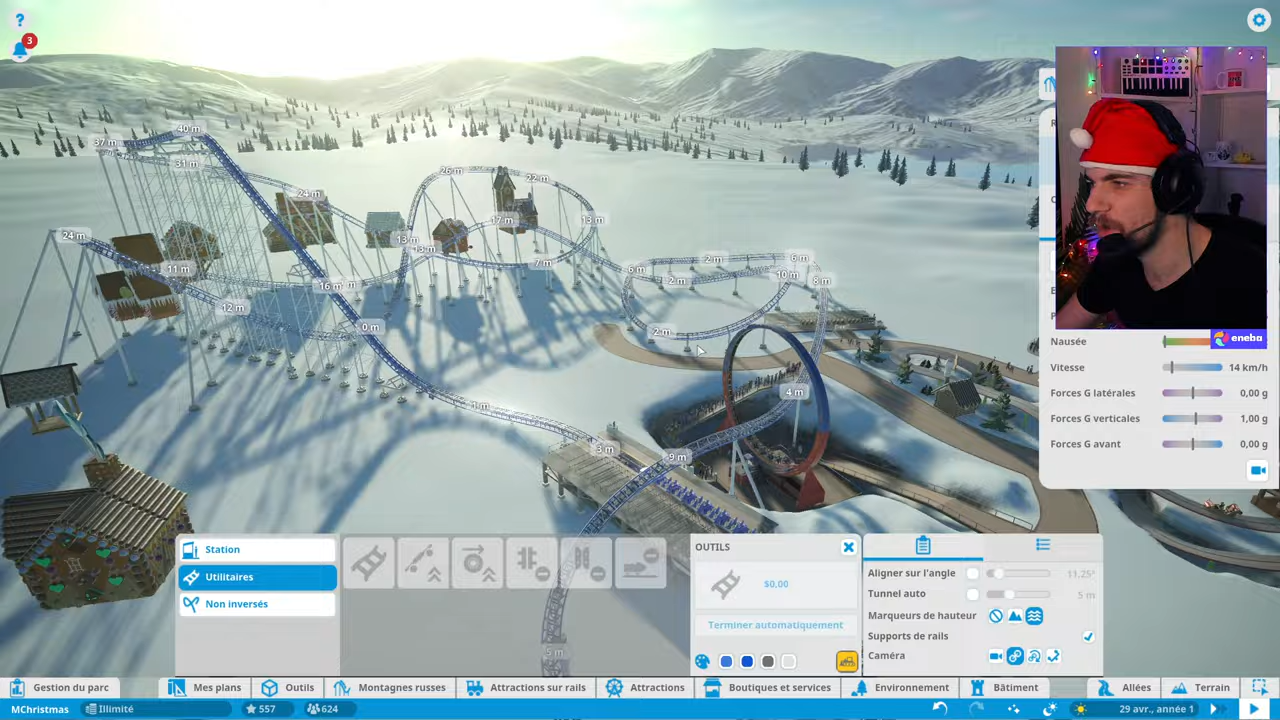 ?
3
40 m
37 m
31 m
26 m
22 m
24 m
17 m
13 m
24 m
13 m
13 m
7 m
6 m
2 m
6 m
11 m
2 m
10 m
8 m
16 m
12 m
0 m
2 m
4 m
1 m
3 m
9 m
5 m
eneba
Nausée
Vitesse 14 km/h
Forces G latérales 0,00 g
Forces G verticales 1,00 g
Forces G avant 0,00 g
Station
Utilitaires
Non inversés
OUTILS
$0,00
Terminer automatiquement
Aligner sur l'angle 11,25°
Tunnel auto 5 m
Marqueurs de hauteur
Supports de rails
Caméra
Gestion du parc Mes plans Outils Montagnes russes Attractions sur rails Attractions Boutiques et services Environnement Bâtiment Allées Terrain
MChristmas Illimité 557 624 29 avr., année 1